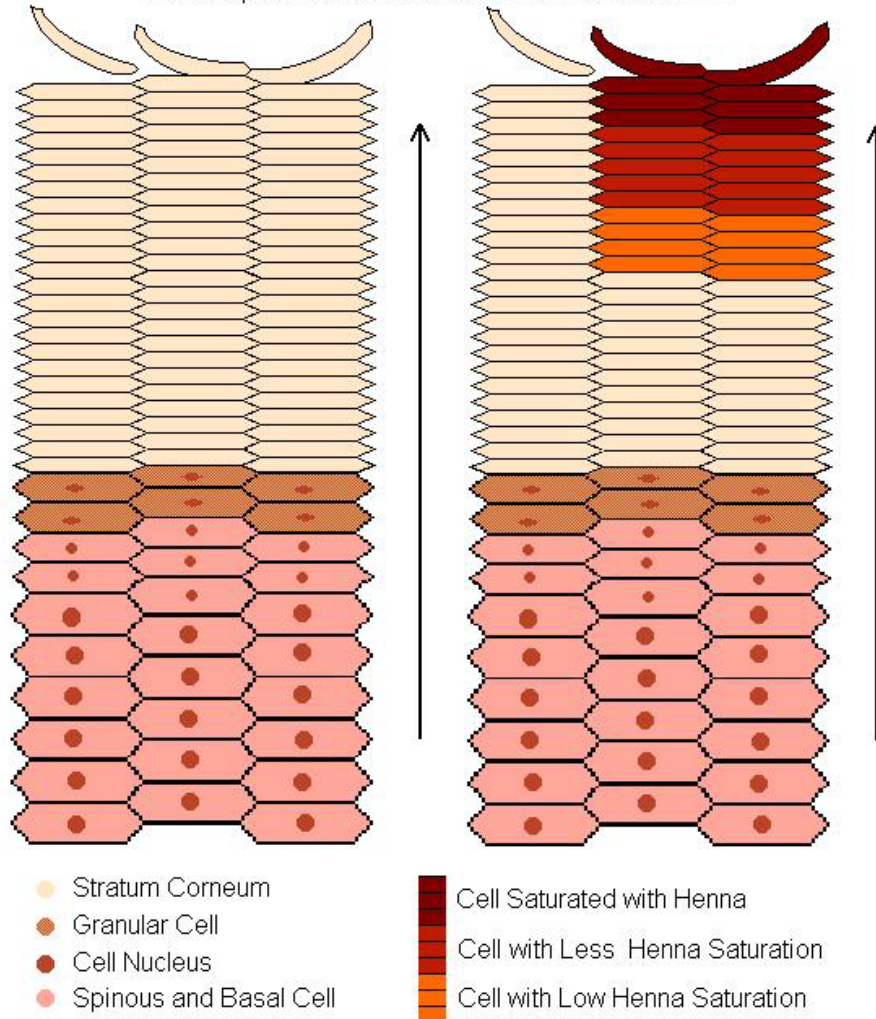 Stratum Corneum
Granular Cell
Cell Nucleus
Spinous and Basal Cell
Cell Saturated with Henna
Cell with Less Henna Saturation
Cell with Low Henna Saturation